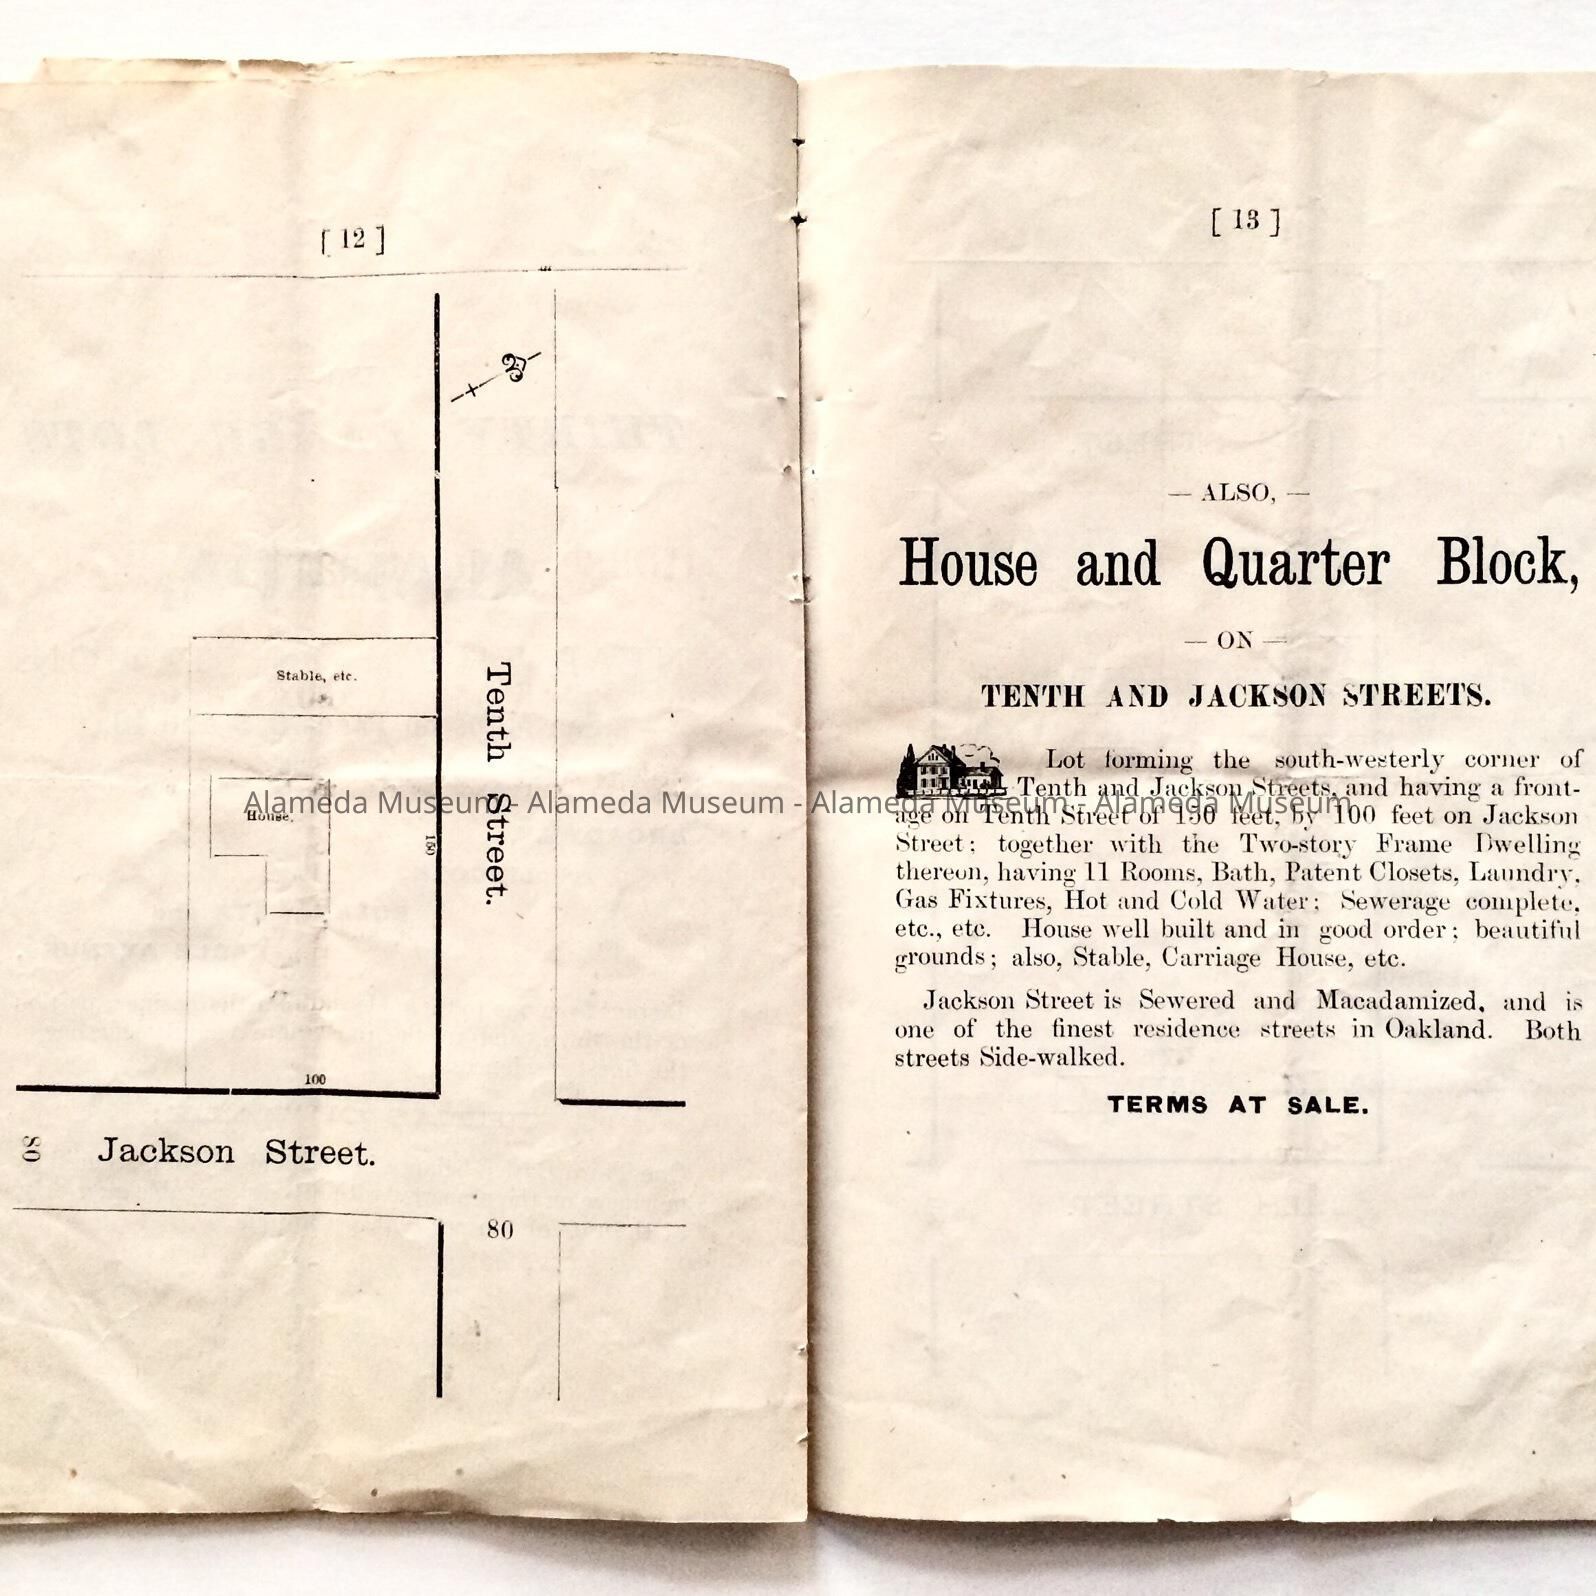 [ 12 ]
Stable, etc.
House.
150
Tenth Street.
100
80
Jackson Street.
80
[ 13 ]
— ALSO, —
House and Quarter Block,
— ON —
TENTH AND JACKSON STREETS.
Lot forming the south-westerly corner of
Tenth and Jackson Streets, and having a front-
age on Tenth Street of 150 feet, by 100 feet on Jackson
Street; together with the Two-story Frame Dwelling
thereon, having 11 Rooms, Bath, Patent Closets, Laundry,
Gas Fixtures, Hot and Cold Water; Sewerage complete,
etc., etc. House well built and in good order; beautiful
grounds; also, Stable, Carriage House, etc.
Jackson Street is Sewered and Macadamized, and is
one of the finest residence streets in Oakland. Both
streets Side-walked.
TERMS AT SALE.
Alameda Museum - Alameda Museum - Alameda Museum - Alameda Museum